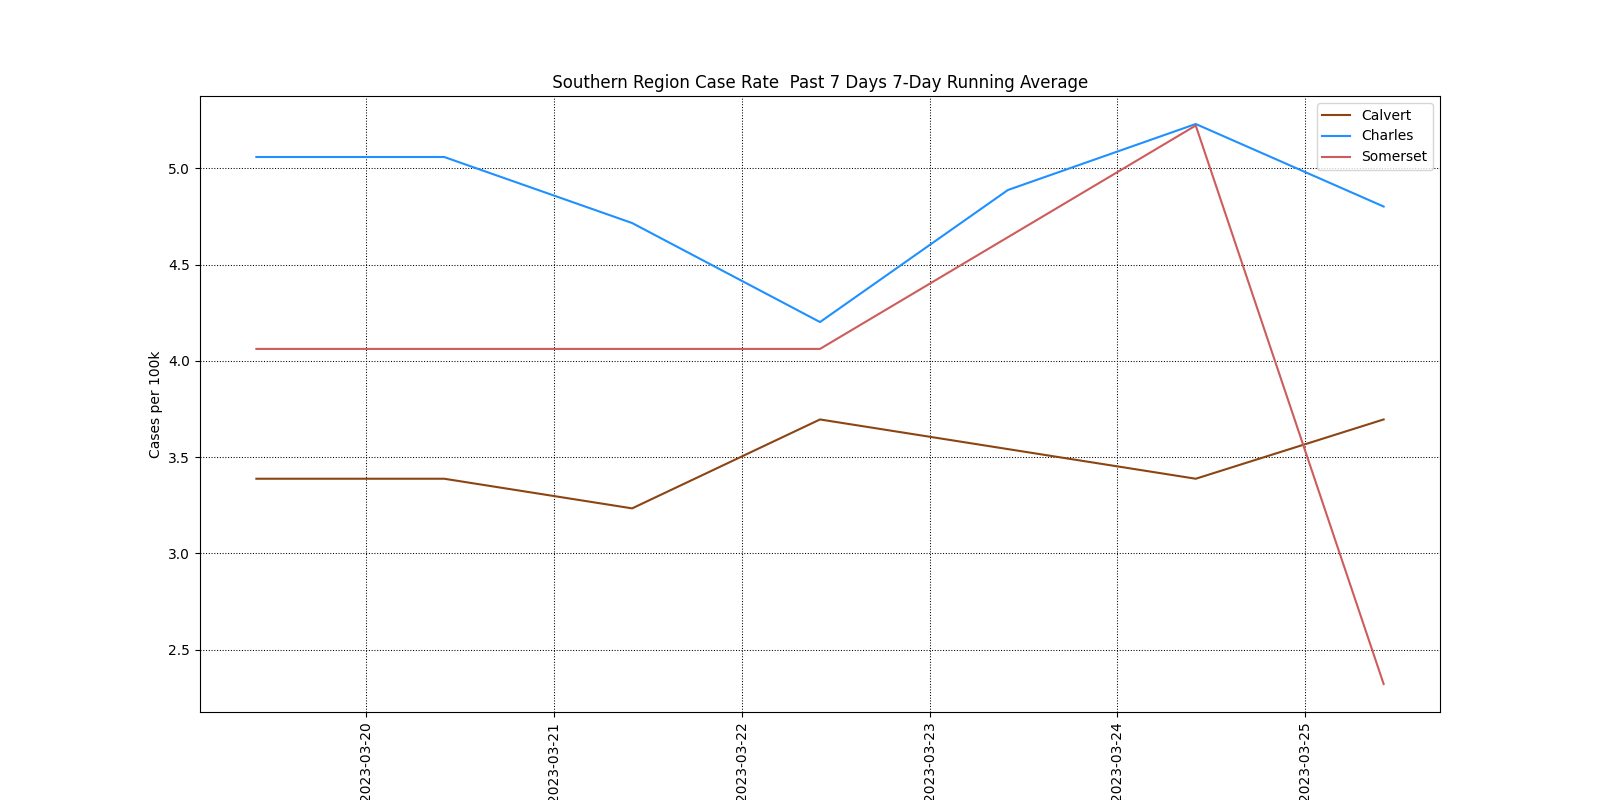 Southern Region Case Rate  Past 7 Days 7-Day Running Average
Calvert
Charles
Somerset
Cases per 100k
5.0
4.5
4.0
3.5
3.0
2.5
2023-03-20
2023-03-21
2023-03-22
2023-03-23
2023-03-24
2023-03-25